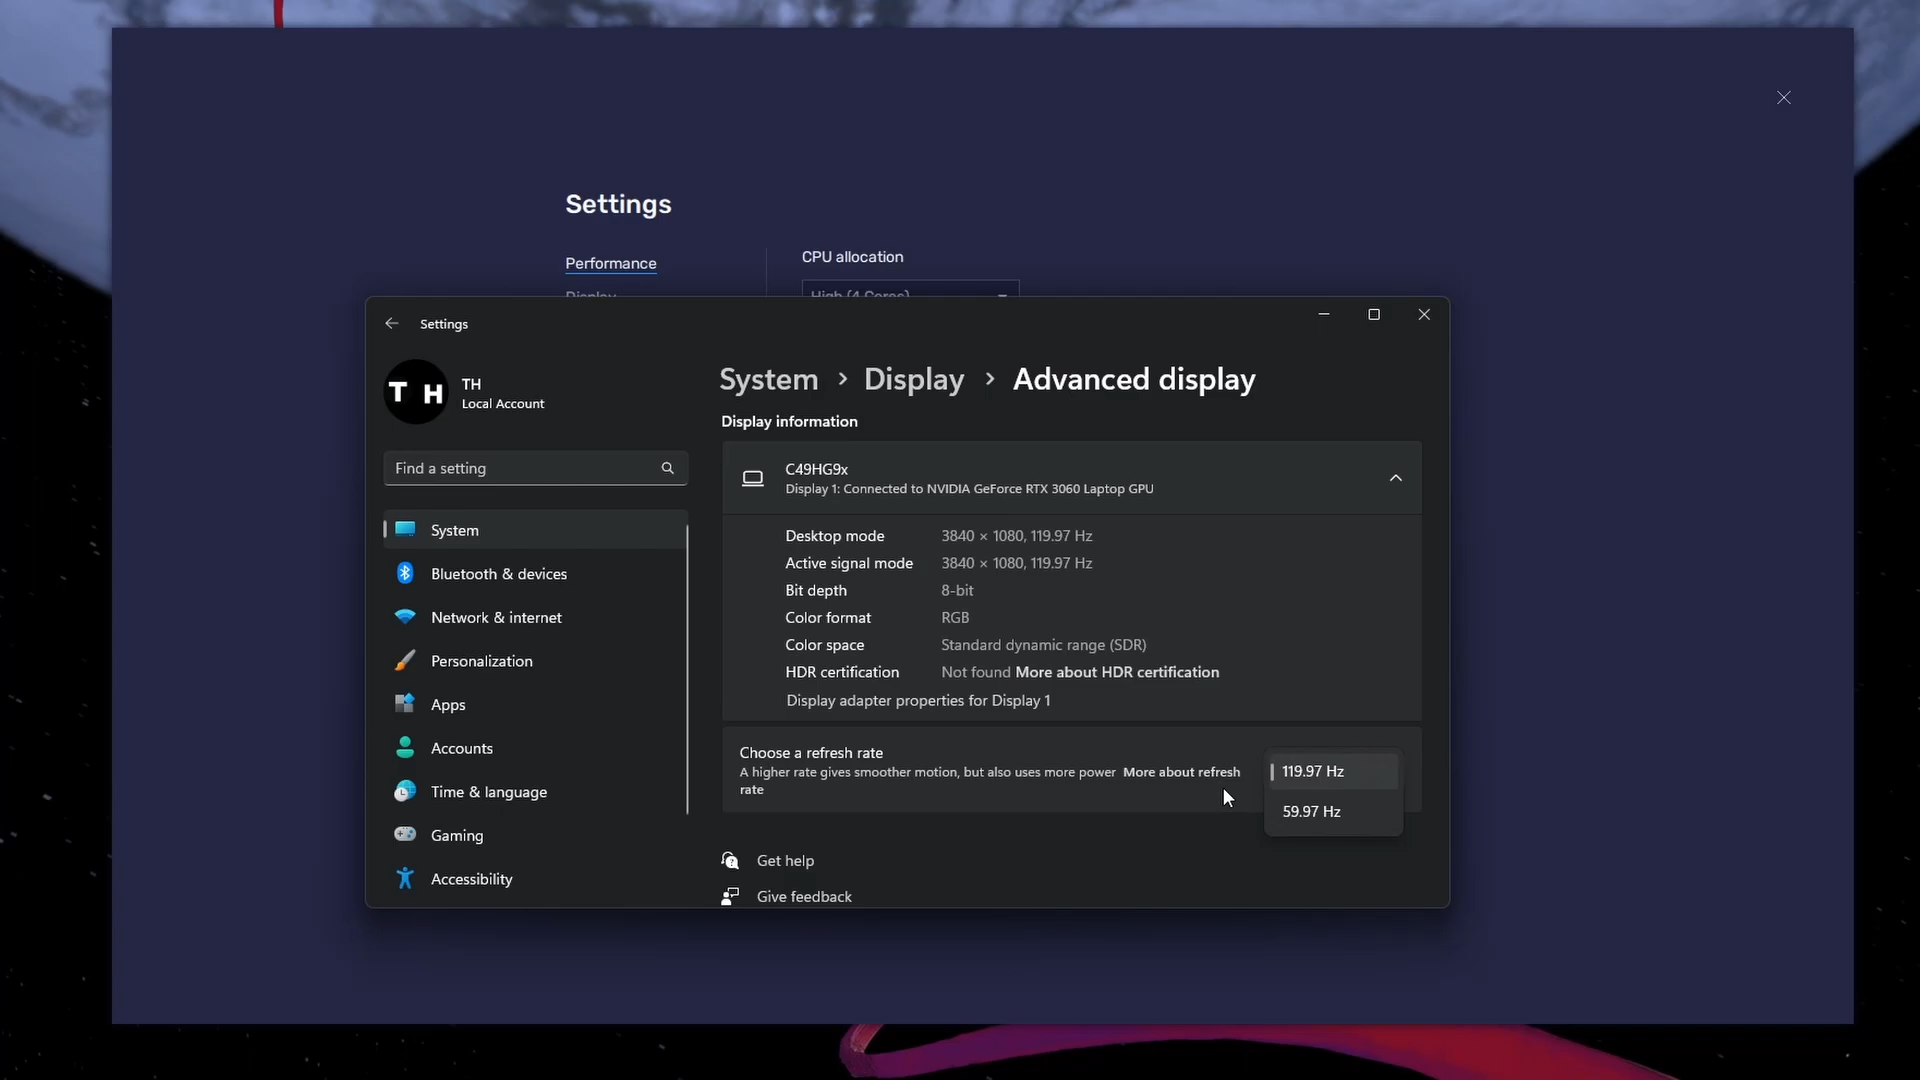 Settings
Performance
CPU allocation
Display
High (4 Cores)
Settings
T H
TH
Local Account
Find a setting
System
Bluetooth & devices
Network & internet
Personalization
Apps
Accounts
Time & language
Gaming
Accessibility
System › Display › Advanced display
Display information
C49HG9x
Display 1: Connected to NVIDIA GeForce RTX 3060 Laptop GPU
Desktop mode 3840 × 1080, 119.97 Hz
Active signal mode 3840 × 1080, 119.97 Hz
Bit depth 8-bit
Color format RGB
Color space Standard dynamic range (SDR)
HDR certification Not found More about HDR certification
Display adapter properties for Display 1
Choose a refresh rate
A higher rate gives smoother motion, but also uses more power More about refresh
rate
119.97 Hz
59.97 Hz
Get help
Give feedback